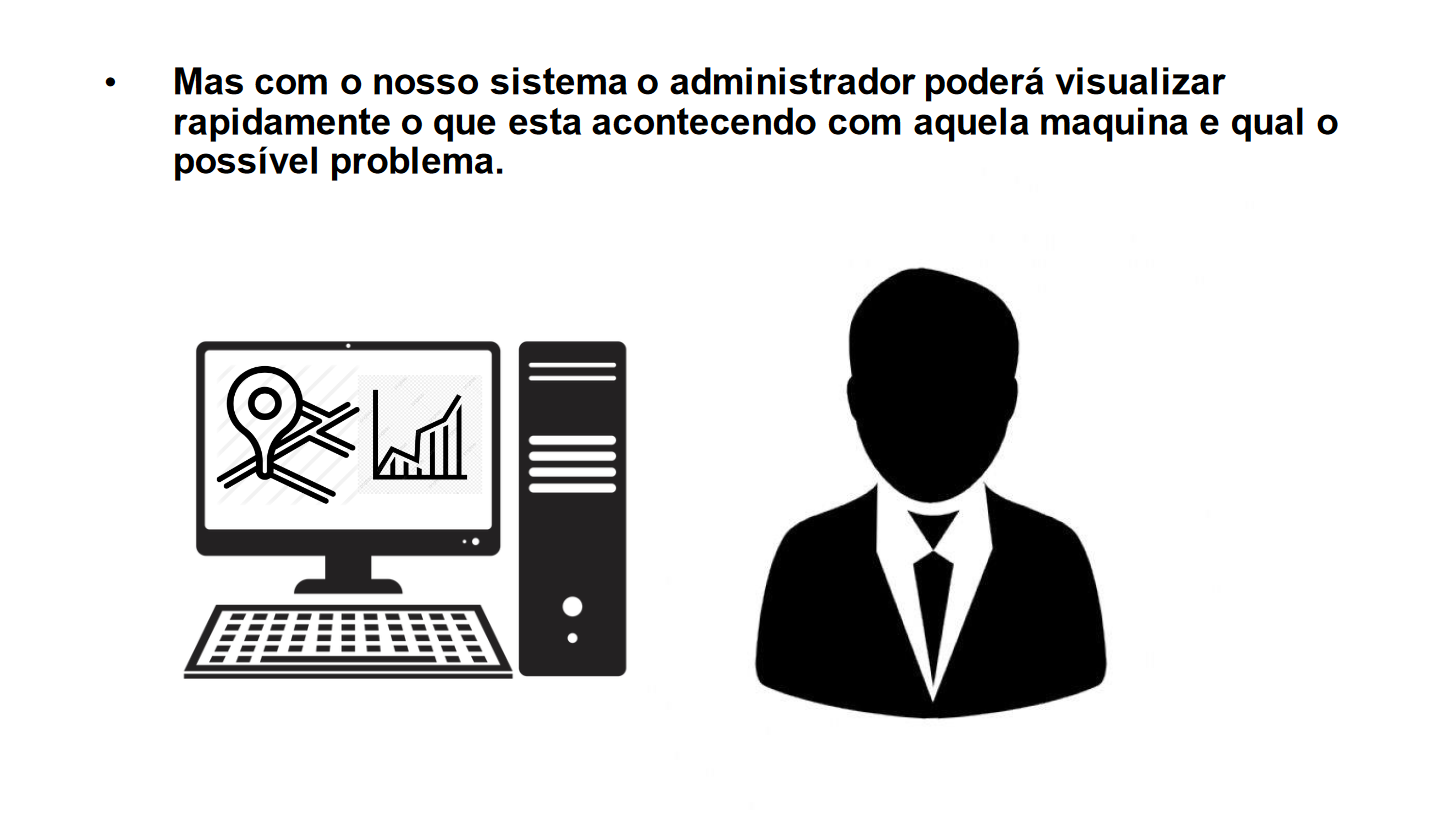 • Mas com o nosso sistema o administrador poderá visualizar
rapidamente o que esta acontecendo com aquela maquina e qual o
possível problema.